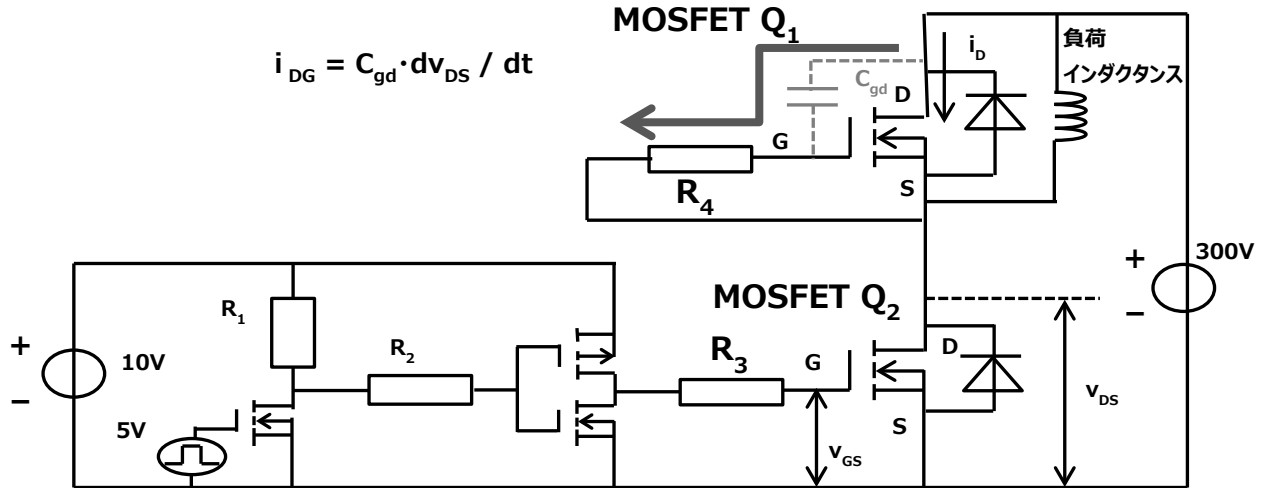 MOSFET Q1
i DG = Cgd·dvDS / dt
iD
負荷
インダクタンス
Cgd
D
G
R4
S
+
300V
−
MOSFET Q2
R1
R2
R3
G
D
S
+
10V
−
5V
vGS
vDS